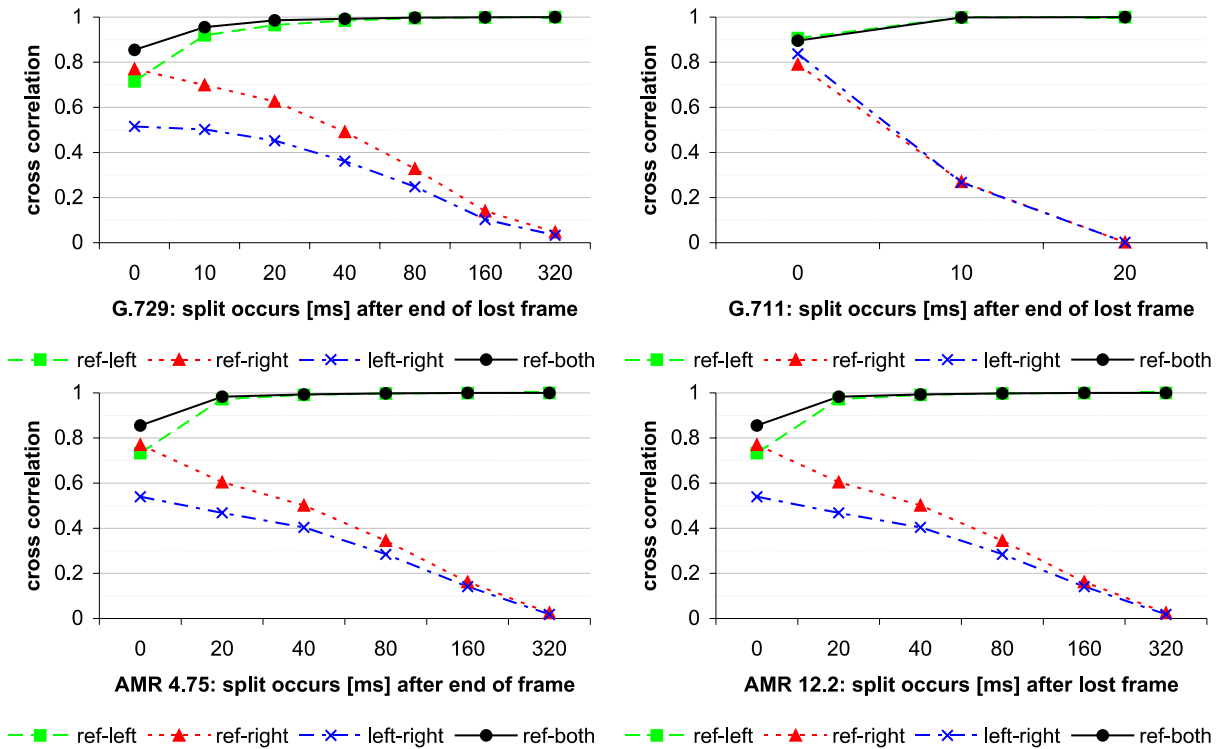 cross correlation
1
0.8
0.6
0.4
0.2
0
0 10 20 40 80 160 320
G.729: split occurs [ms] after end of lost frame
ref-left ref-right left-right ref-both
cross correlation
1
0.8
0.6
0.4
0.2
0
0 10 20
G.711: split occurs [ms] after end of lost frame
ref-left ref-right left-right ref-both
cross correlation
1
0.8
0.6
0.4
0.2
0
0 20 40 80 160 320
AMR 4.75: split occurs [ms] after end of frame
ref-left ref-right left-right ref-both
cross correlation
1
0.8
0.6
0.4
0.2
0
0 20 40 80 160 320
AMR 12.2: split occurs [ms] after lost frame
ref-left ref-right left-right ref-both